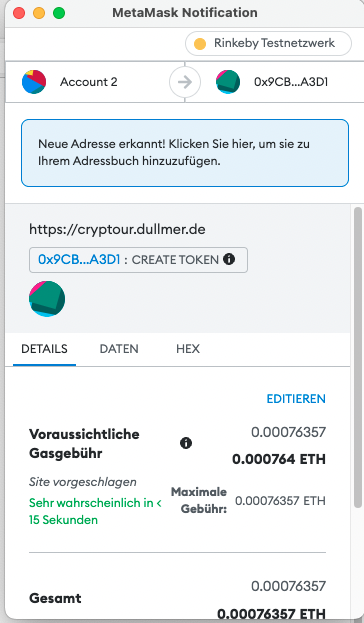 MetaMask Notification
Rinkeby Testnetzwerk
Account 2
0x9CB...A3D1
Neue Adresse erkannt! Klicken Sie hier, um sie zu
Ihrem Adressbuch hinzuzufügen.
https://cryptour.dullmer.de
0x9CB...A3D1 : CREATE TOKEN
DETAILS
DATEN
HEX
EDITIEREN
Voraussichtliche
Gasgebühr
0.00076357
0.000764 ETH
Site vorgeschlagen
Sehr wahrscheinlich in <
15 Sekunden
Maximale
Gebühr:
0.00076357 ETH
Gesamt
0.00076357
0.00076357 ETH